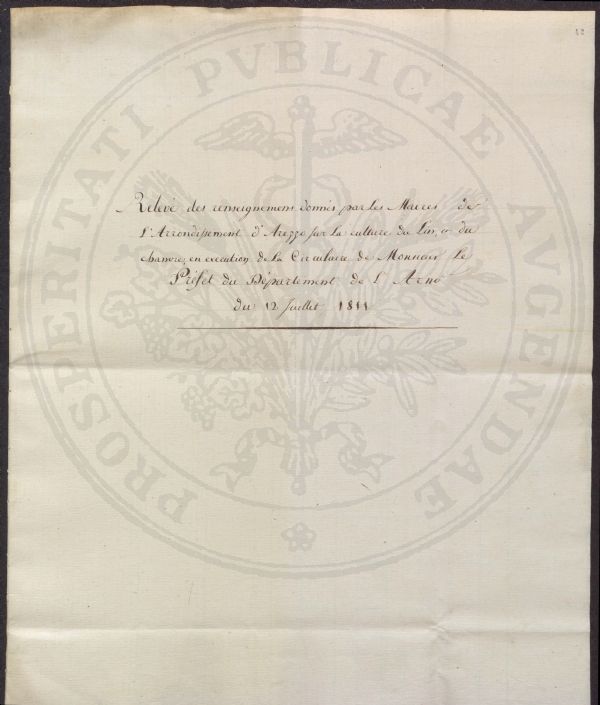 42
PROSPERITATI PVBLICAE AVGENDAE
Relevé des renseignemens donnés par les Maires de
l'Arrondissement d'Arezzo sur la culture du Lin, et du
chanvre, en execution de la Circulaire de Monsieur le
Préfet du Département de l'Arno
du 12 Juillet 1811